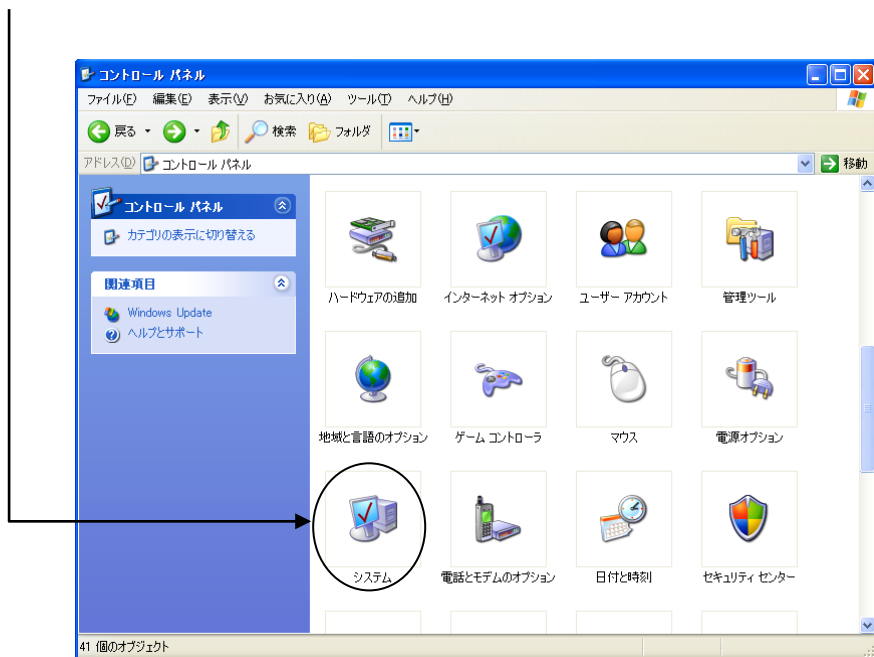 コントロール パネル
ファイル(F) 編集(E) 表示(V) お気に入り(A) ツール(T) ヘルプ(H)
戻る 検索 フォルダ
アドレス(D) コントロール パネル 移動
コントロール パネル
カテゴリの表示に切り替える
関連項目
Windows Update
ヘルプとサポート
ハードウェアの追加 インターネット オプション ユーザー アカウント 管理ツール
地域と言語のオプション ゲーム コントローラ マウス 電源オプション
システム 電話とモデムのオプション 日付と時刻 セキュリティ センター
41 個のオブジェクト